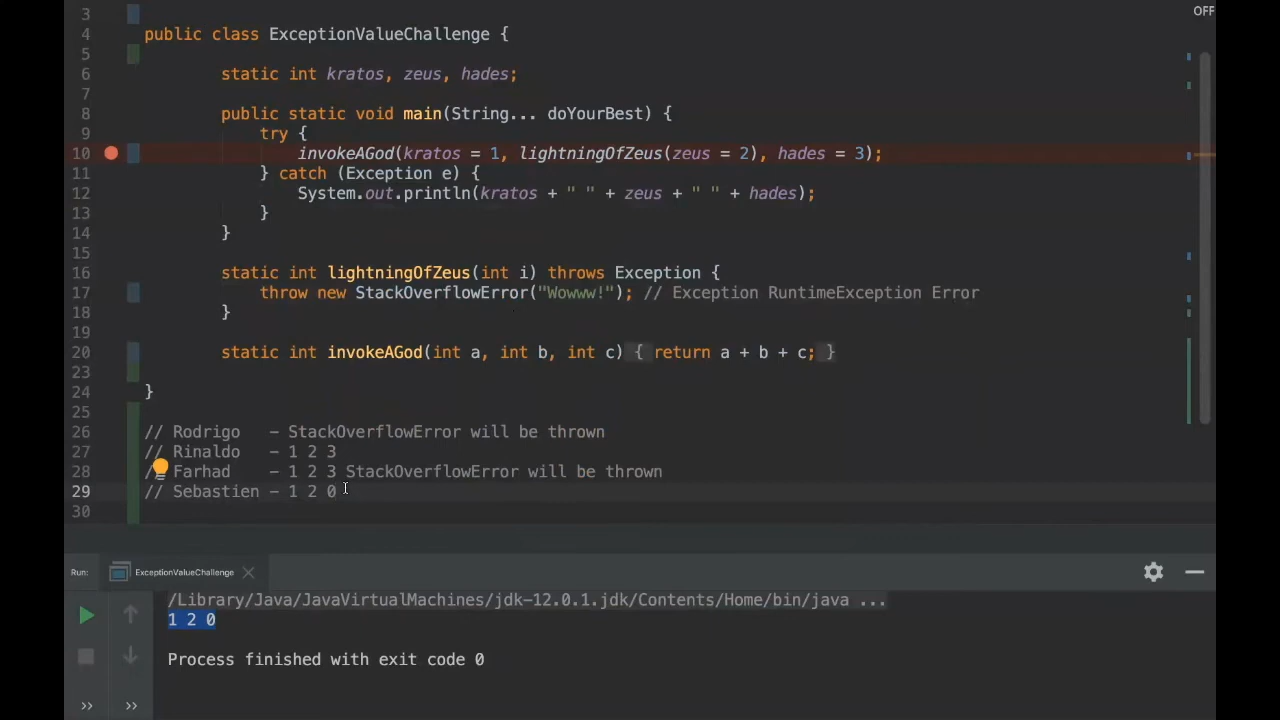 OFF
3
4 public class ExceptionValueChallenge {
5
6 static int kratos, zeus, hades;
7
8 public static void main(String... doYourBest) {
9 try {
10 invokeAGod(kratos = 1, lightningOfZeus(zeus = 2), hades = 3);
11 } catch (Exception e) {
12 System.out.println(kratos + " " + zeus + " " + hades);
13 }
14 }
15
16 static int lightningOfZeus(int i) throws Exception {
17 throw new StackOverflowError("Wowww!"); // Exception RuntimeException Error
18 }
19
20 static int invokeAGod(int a, int b, int c) { return a + b + c; }
23
24 }
25
26 // Rodrigo - StackOverflowError will be thrown
27 // Rinaldo - 1 2 3
28 // Farhad - 1 2 3 StackOverflowError will be thrown
29 // Sebastien - 1 2 0
30
Run: ExceptionValueChallenge
/Library/Java/JavaVirtualMachines/jdk-12.0.1.jdk/Contents/Home/bin/java ...
1 2 0
Process finished with exit code 0